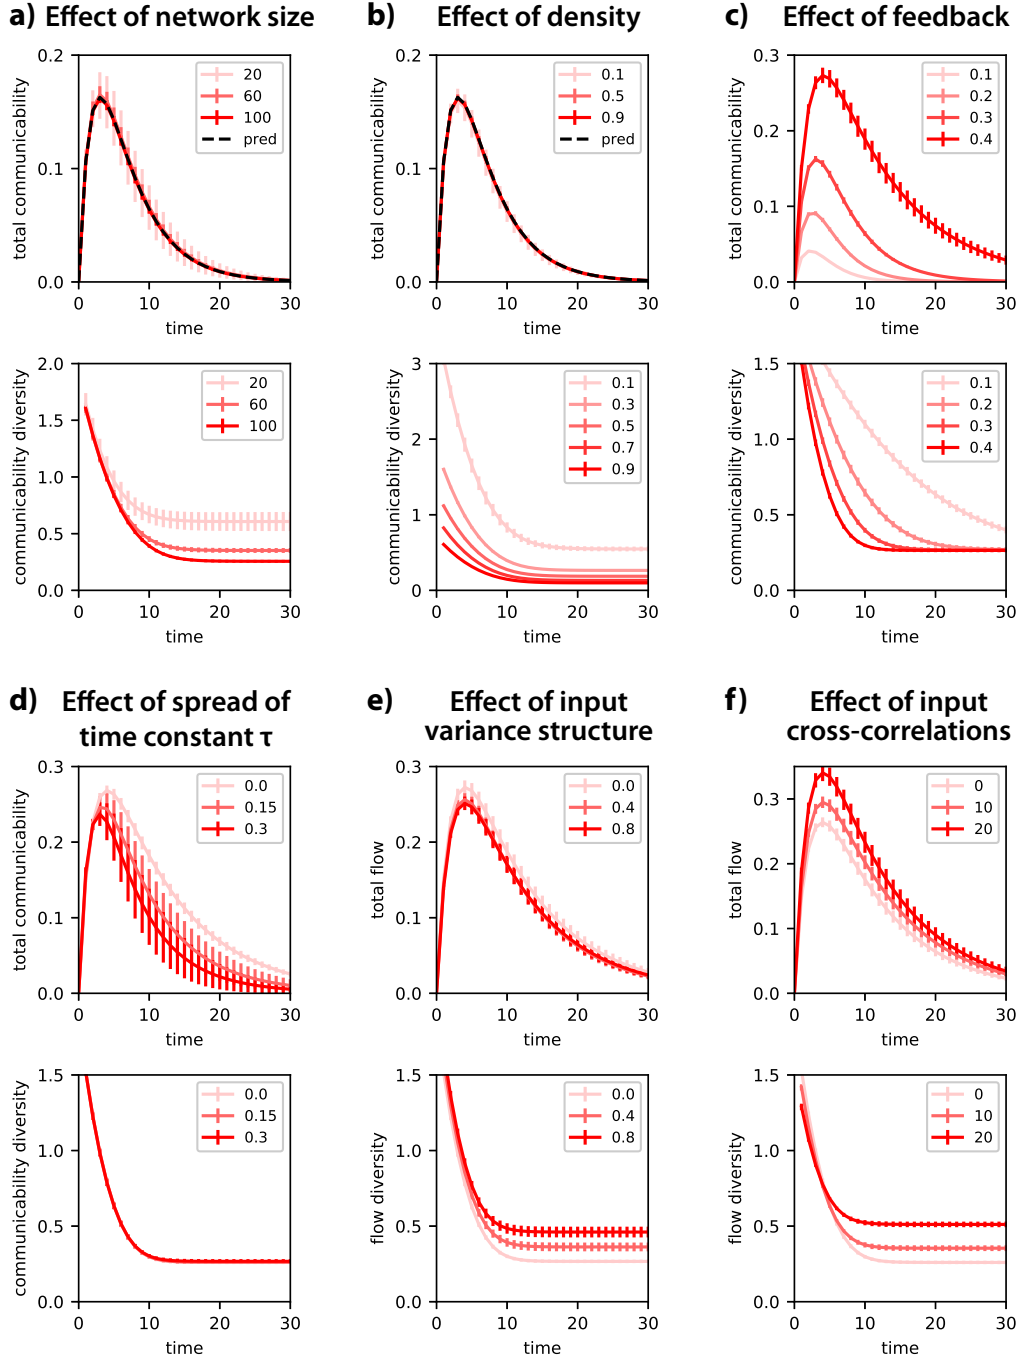 a) Effect of network size
0.2
0.1
0.0
total communicability
20
60
100
pred
0 10 20 30
time
2.0
1.5
1.0
0.5
0.0
communicability diversity
20
60
100
0 10 20 30
time
b) Effect of density
0.2
0.1
0.0
total communicability
0.1
0.5
0.9
pred
0 10 20 30
time
3
2
1
0
communicability diversity
0.1
0.3
0.5
0.7
0.9
0 10 20 30
time
c) Effect of feedback
0.3
0.2
0.1
0.0
total communicability
0.1
0.2
0.3
0.4
0 10 20 30
time
1.5
1.0
0.5
0.0
communicability diversity
0.1
0.2
0.3
0.4
0 10 20 30
time
d) Effect of spread of
time constant τ
0.3
0.2
0.1
0.0
total communicability
0.0
0.15
0.3
0 10 20 30
time
1.5
1.0
0.5
0.0
communicability diversity
0.0
0.15
0.3
0 10 20 30
time
e) Effect of input
variance structure
0.3
0.2
0.1
0.0
total flow
0.0
0.4
0.8
0 10 20 30
time
1.5
1.0
0.5
0.0
flow diversity
0.0
0.4
0.8
0 10 20 30
time
f) Effect of input
cross-correlations
0.3
0.2
0.1
0.0
total flow
0
10
20
0 10 20 30
time
1.5
1.0
0.5
0.0
flow diversity
0
10
20
0 10 20 30
time